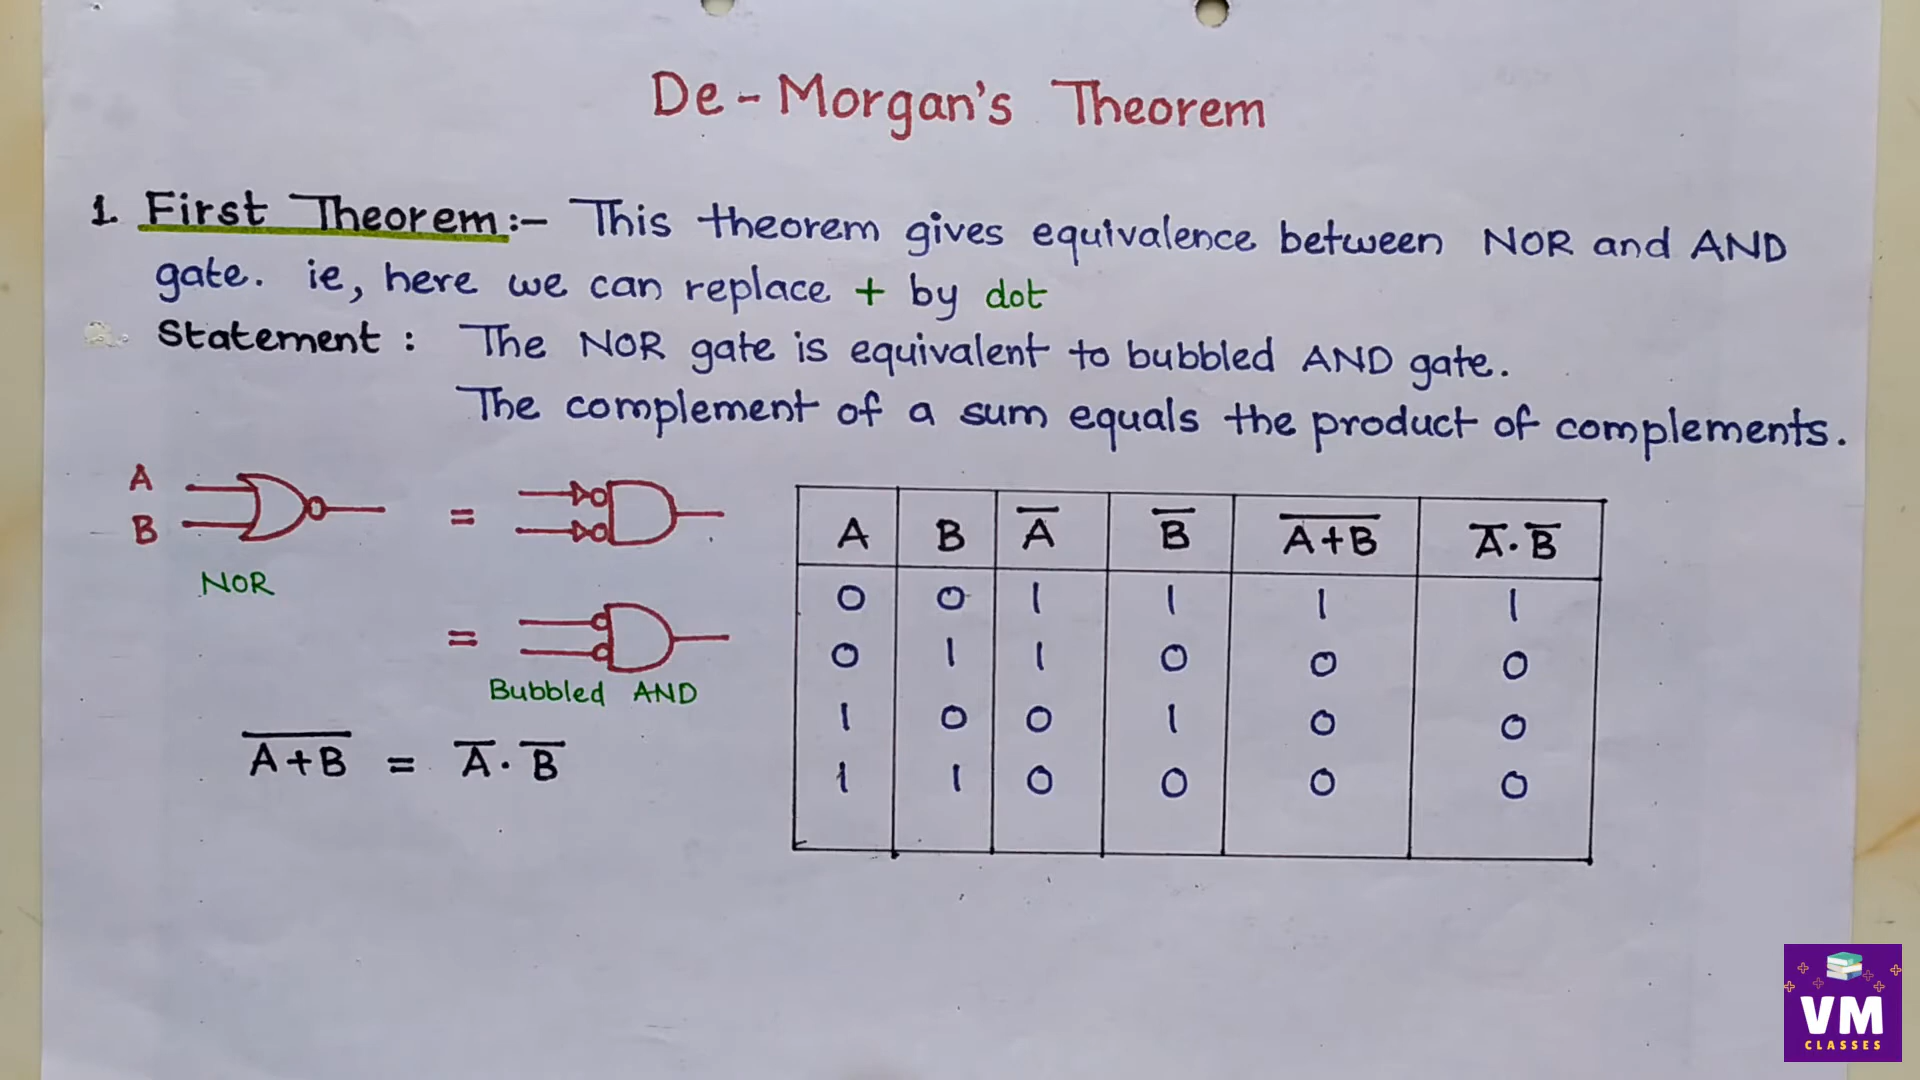 De-Morgan's Theorem
1. First Theorem:- This theorem gives equivalence between NOR and AND
gate. ie, here we can replace + by dot
Statement : The NOR gate is equivalent to bubbled AND gate.
The complement of a sum equals the product of complements.
A
B
NOR
=
=
Bubbled AND
A̅+̅B̅ = A̅ . B̅
A B A̅ B̅ A̅+̅B̅ A̅.B̅
0 0 1 1 1 1
0 1 1 0 0 0
1 0 0 1 0 0
1 1 0 0 0 0
VM
CLASSES